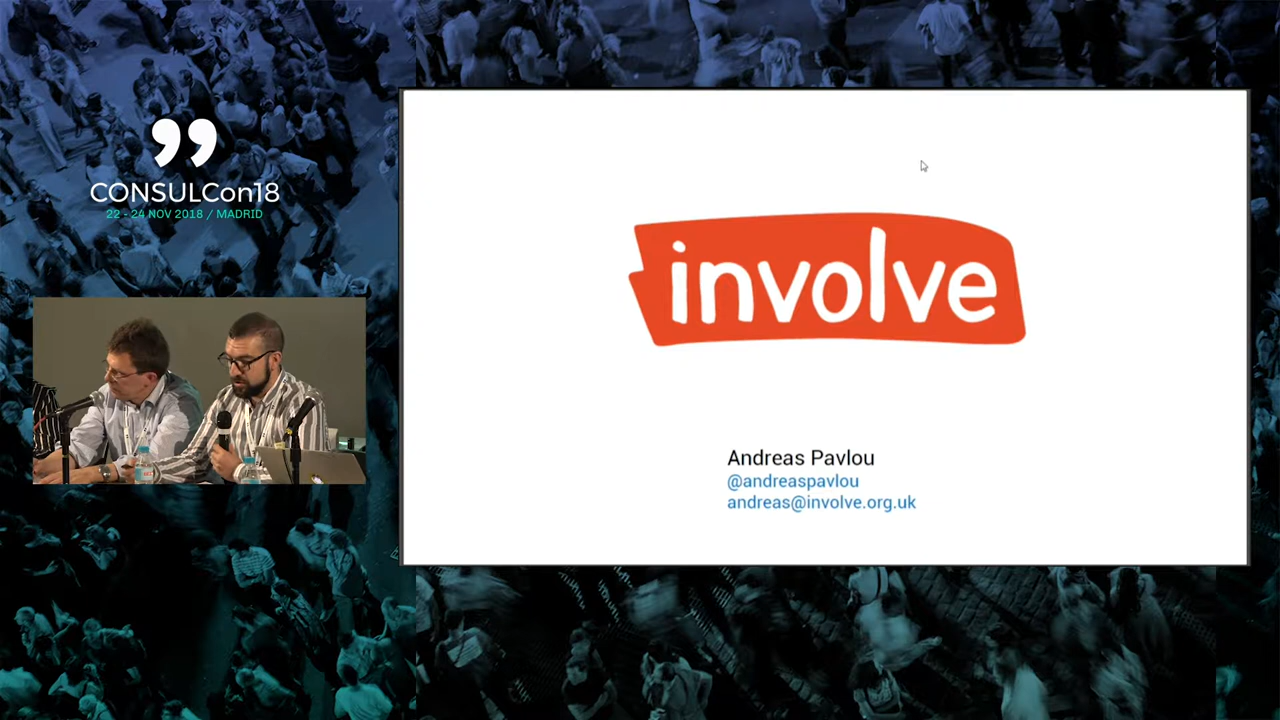 CONSULCon18
22 - 24 NOV 2018 / MADRID
involve
Andreas Pavlou
@andreaspavlou
andreas@involve.org.uk